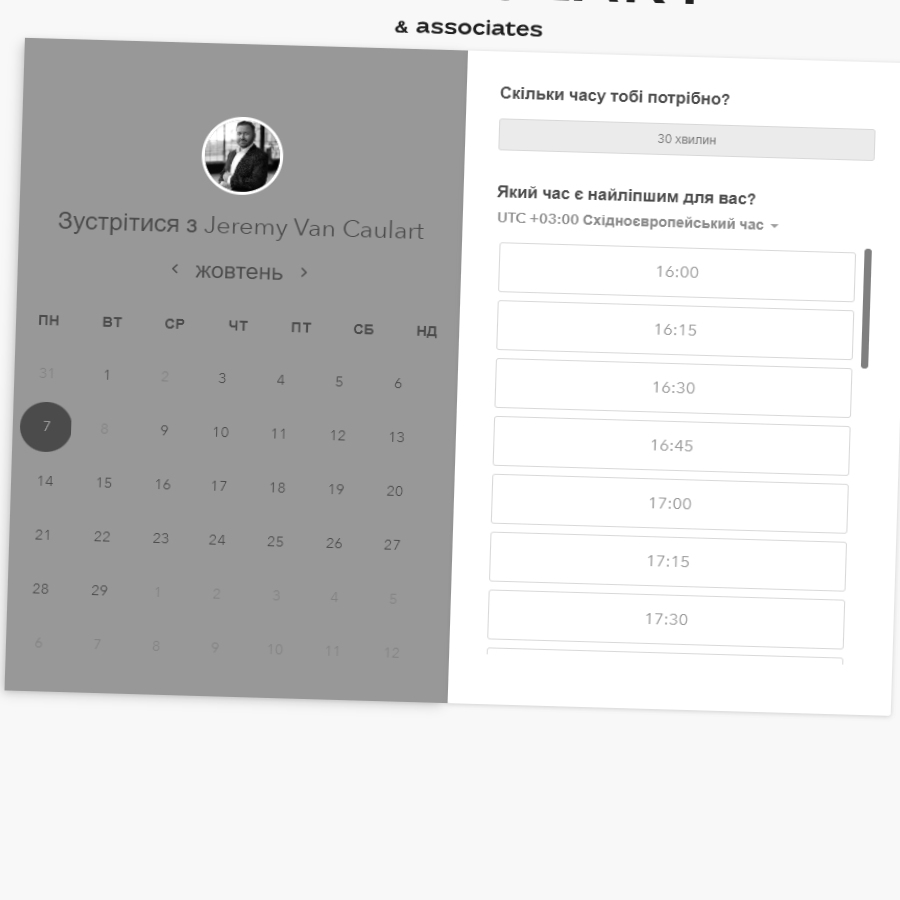 & associates
Зустрітися з Jeremy Van Caulart
жовтень
ПН ВТ СР ЧТ ПТ СБ НД
31 1 2 3 4 5 6
7 8 9 10 11 12 13
14 15 16 17 18 19 20
21 22 23 24 25 26 27
28 29 1 2 3 4 5
6 7 8 9 10 11 12
Скільки часу тобі потрібно?
30 хвилин
Який час є найліпшим для вас?
UTC +03:00 Східноєвропейський час
16:00
16:15
16:30
16:45
17:00
17:15
17:30